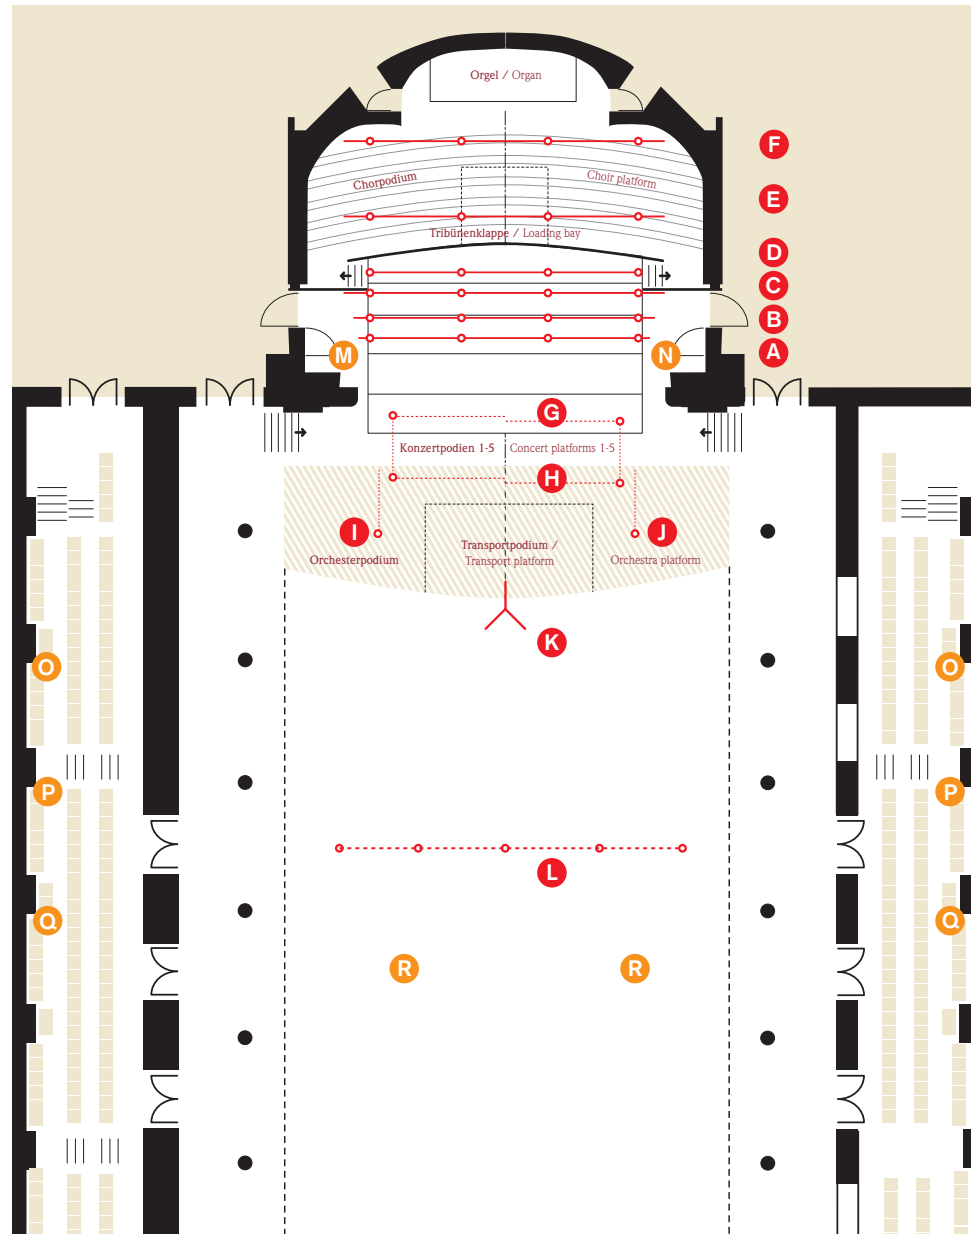 Orgel / Organ
F
Chorpodium
Choir platform
E
Tribünenklappe / Loading bay
D
C
B
M
N
A
G
Konzertpodien 1-5
Concert platforms 1-5
H
I
J
Orchesterpodium
Transportpodium /
Transport platform
Orchestra platform
K
O
O
P
P
L
Q
Q
R
R